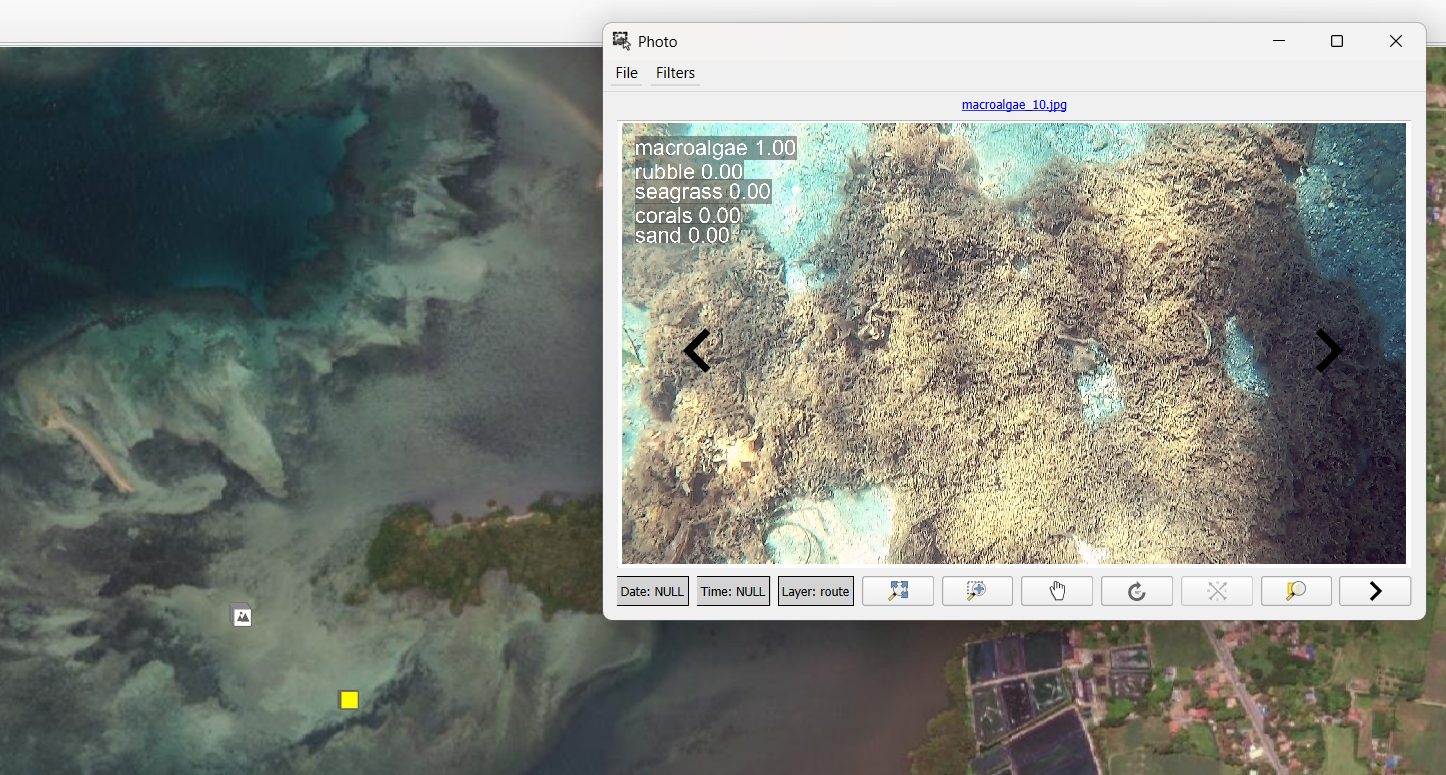 Photo
File Filters
macroalgae_10.jpg
macroalgae 1.00
rubble 0.00
seagrass 0.00
corals 0.00
sand 0.00
Date: NULL Time: NULL Layer: route